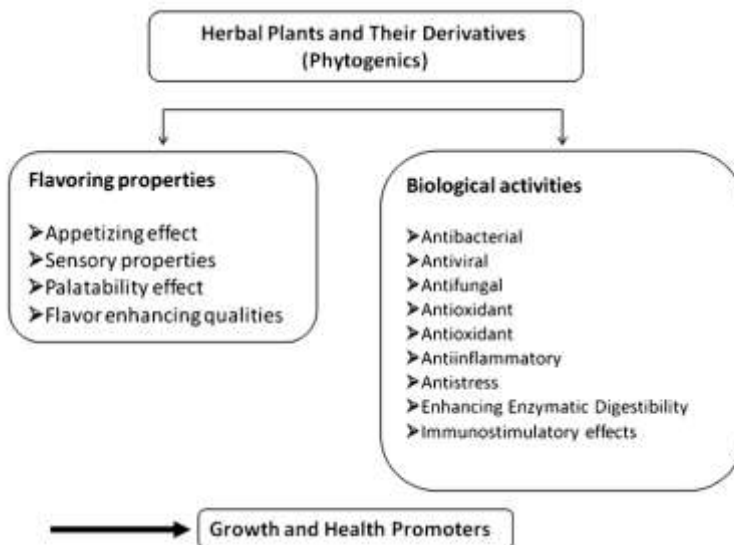 Herbal Plants and Their Derivatives
(Phytogenics)
Flavoring properties
➤Appetizing effect
➤Sensory properties
➤Palatability effect
➤Flavor enhancing qualities
Biological activities
➤Antibacterial
➤Antiviral
➤Antifungal
➤Antioxidant
➤Antioxidant
➤Antiinflammatory
➤Antistress
➤Enhancing Enzymatic Digestibility
➤Immunostimulatory effects
Growth and Health Promoters